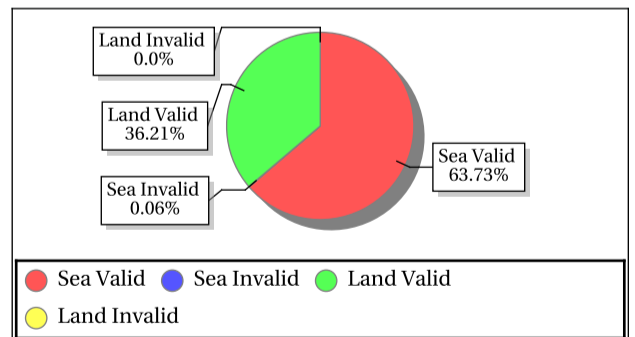 Land Invalid
0.0%
Land Valid
36.21%
Sea Invalid
0.06%
Sea Valid
63.73%
Sea Valid Sea Invalid Land Valid
Land Invalid